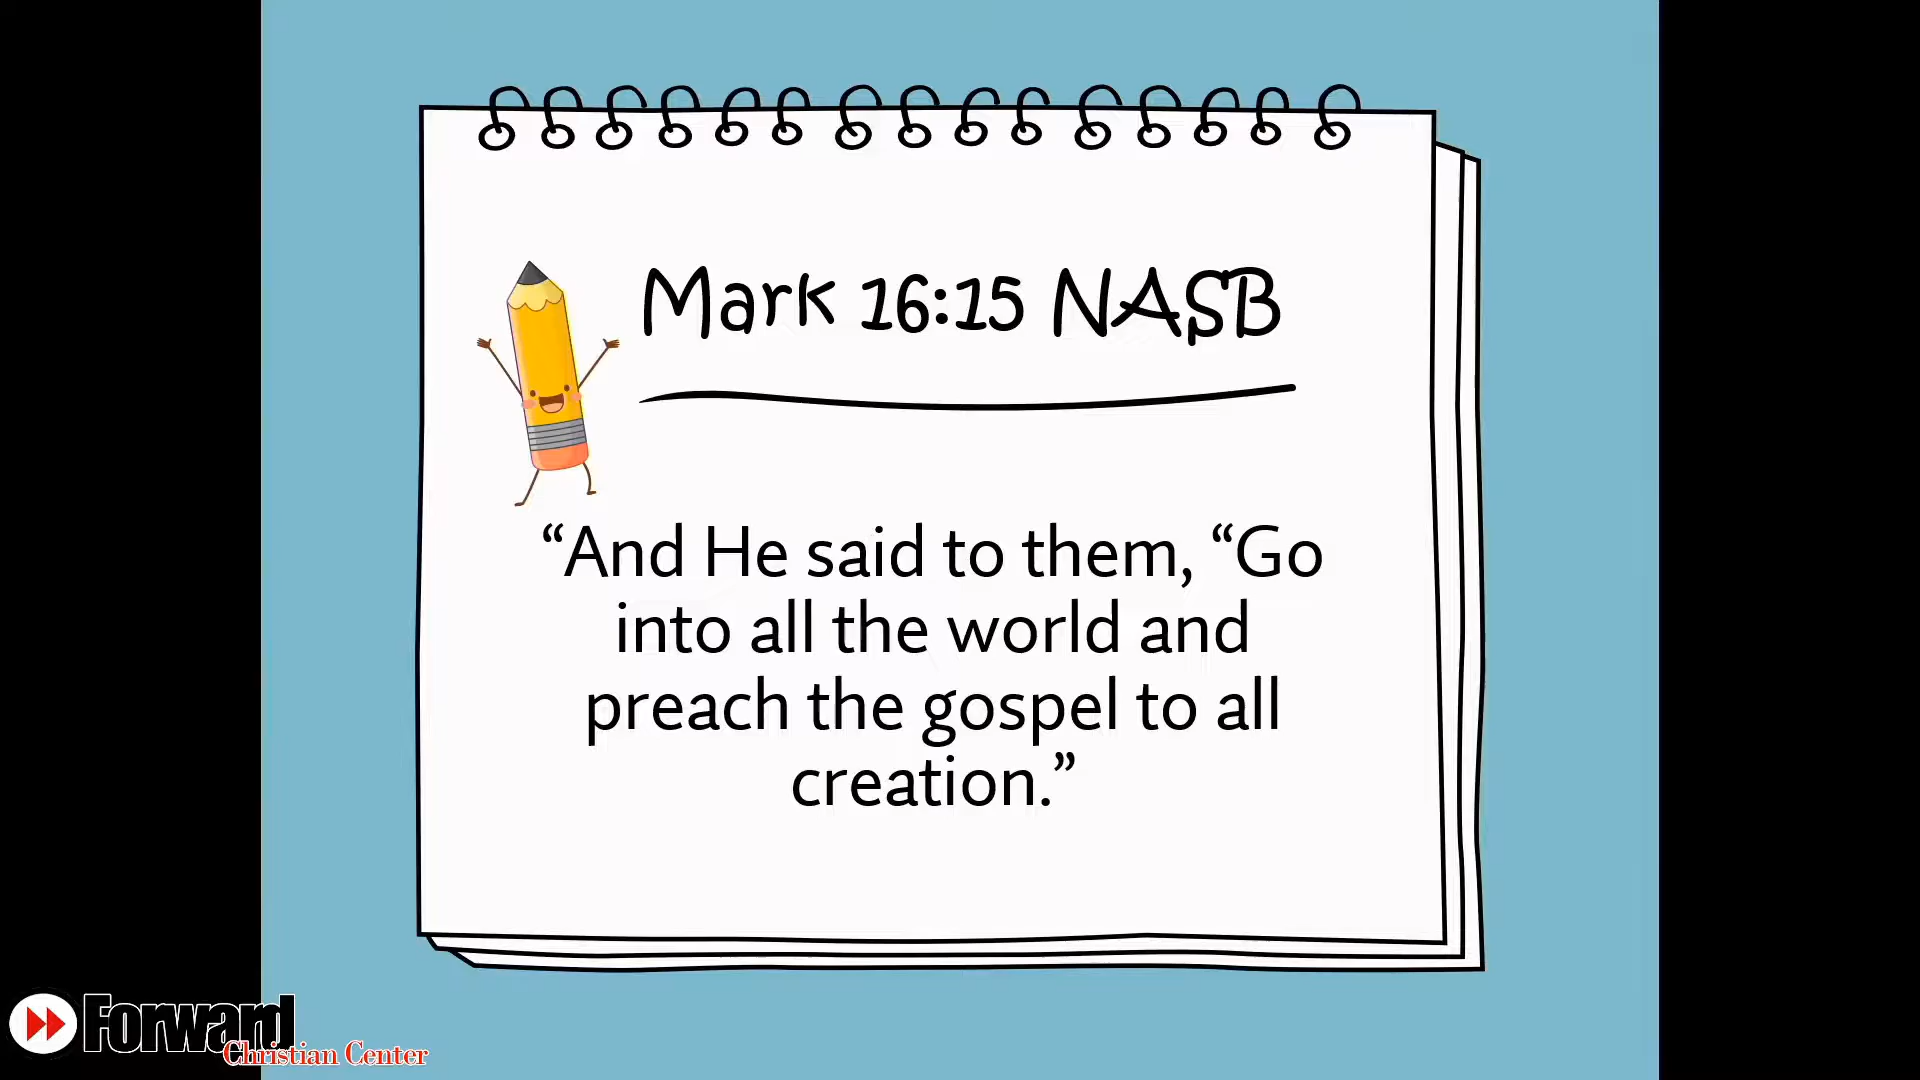 Mark 16:15 NASB
“And He said to them, “Go
into all the world and
preach the gospel to all
creation.”
Forward
Christian Center